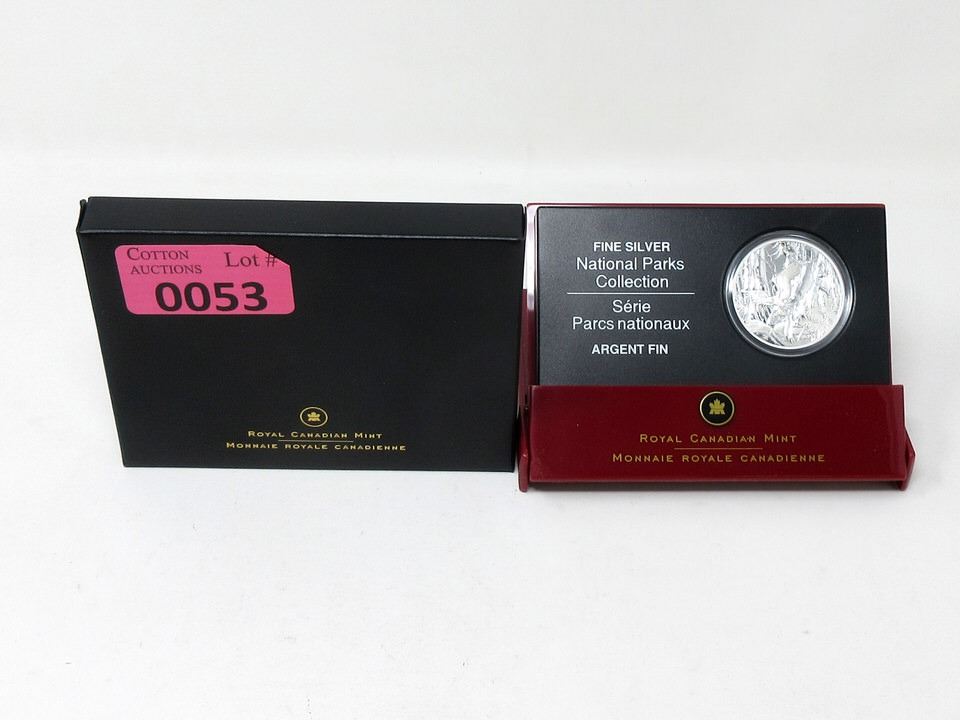 COTTON AUCTIONS Lot #
0053
ROYAL CANADIAN MINT
MONNAIE ROYALE CANADIENNE
FINE SILVER
National Parks
Collection
Série
Parcs nationaux
ARGENT FIN
ROYAL CANADIAN MINT
MONNAIE ROYALE CANADIENNE